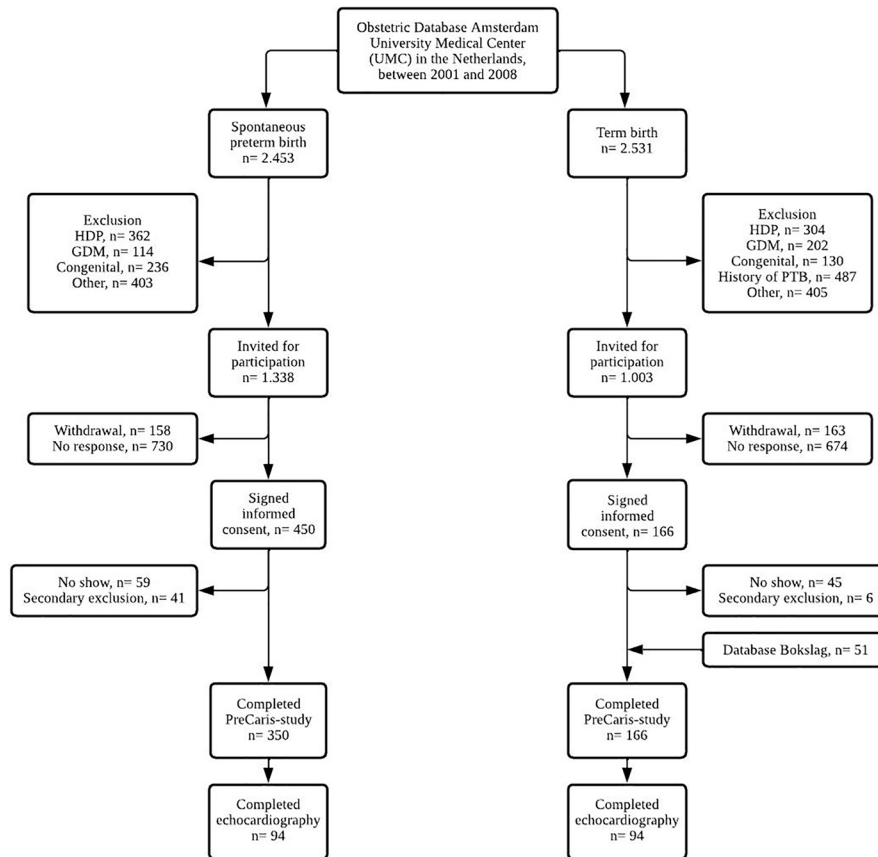 Obstetric Database Amsterdam
University Medical Center
(UMC) in the Netherlands,
between 2001 and 2008
Spontaneous
preterm birth
n= 2.453
Term birth
n= 2.531
Exclusion
HDP, n= 362
GDM, n= 114
Congenital, n= 236
Other, n= 403
Exclusion
HDP, n= 304
GDM, n= 202
Congenital, n= 130
History of PTB, n= 487
Other, n= 405
Invited for
participation
n= 1.338
Invited for
participation
n= 1.003
Withdrawal, n= 158
No response, n= 730
Withdrawal, n= 163
No response, n= 674
Signed
informed
consent, n= 450
Signed
informed
consent, n= 166
No show, n= 59
Secondary exclusion, n= 41
No show, n= 45
Secondary exclusion, n= 6
Database Bokslag, n= 51
Completed
PreCaris-study
n= 350
Completed
PreCaris-study
n= 166
Completed
echocardiography
n= 94
Completed
echocardiography
n= 94